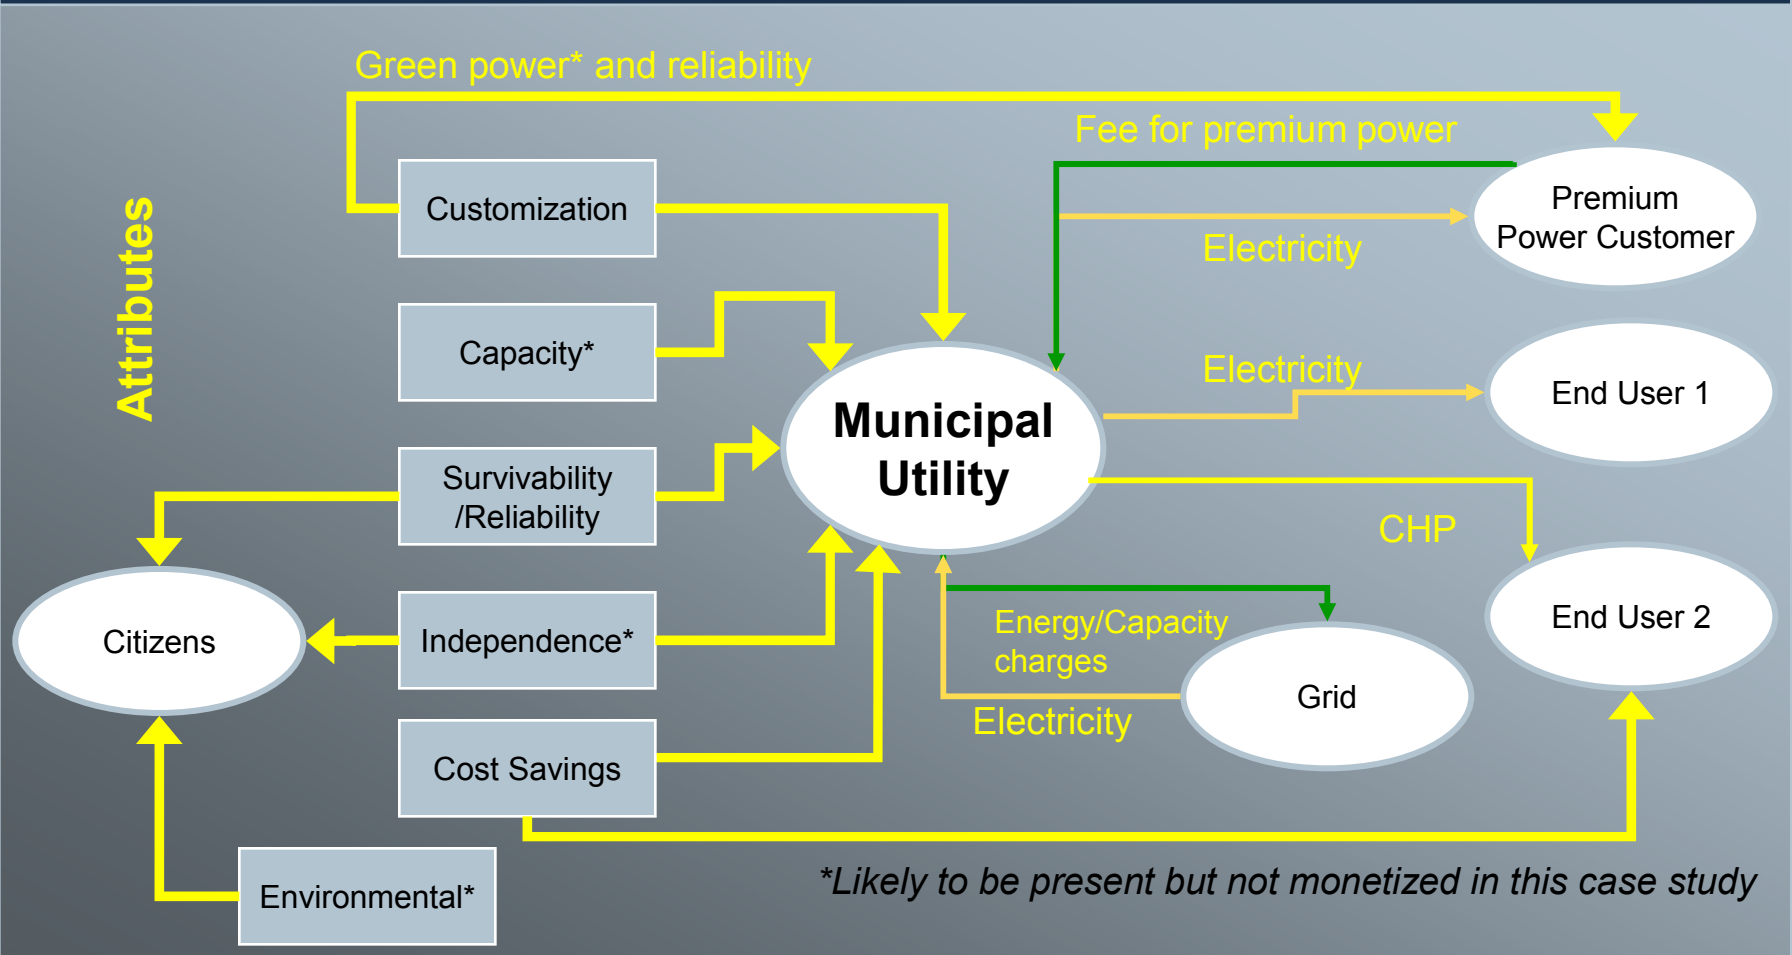 Green power* and reliability
Fee for premium power
Attributes
Customization
Premium
Power Customer
Electricity
Capacity*
Electricity
End User 1
Municipal
Utility
Survivability
/Reliability
CHP
Citizens
Independence*
Energy/Capacity
charges
End User 2
Grid
Electricity
Cost Savings
Environmental*
*Likely to be present but not monetized in this case study